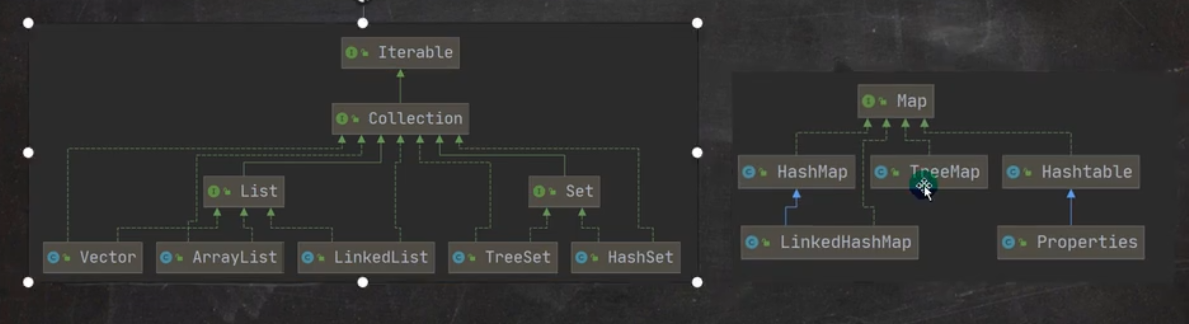 Iterable
Collection
List
Set
Vector
ArrayList
LinkedList
TreeSet
HashSet
Map
HashMap
TreeMap
Hashtable
LinkedHashMap
Properties